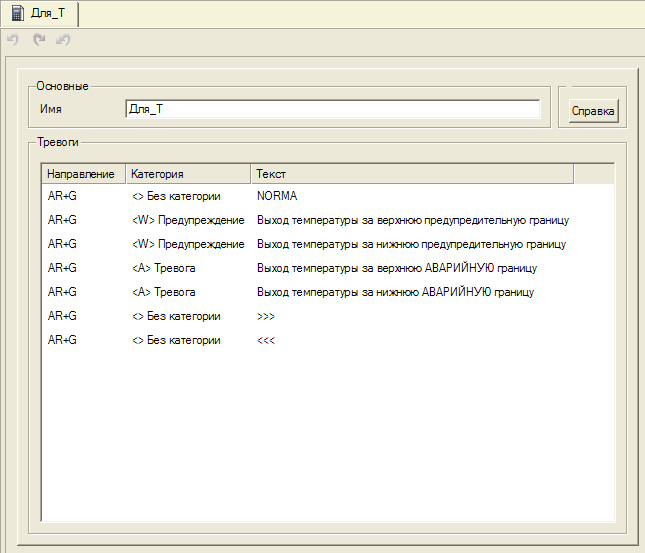 Для_Т
Основные
Имя Для_Т Справка
Тревоги
Направление Категория Текст
AR+G <> Без категории NORMA
AR+G <W> Предупреждение Выход температуры за верхнюю предупредительную границу
AR+G <W> Предупреждение Выход температуры за нижнюю предупредительную границу
AR+G <A> Тревога Выход температуры за верхнюю АВАРИЙНУЮ границу
AR+G <A> Тревога Выход температуры за нижнюю АВАРИЙНУЮ границу
AR+G <> Без категории >>>
AR+G <> Без категории <<<